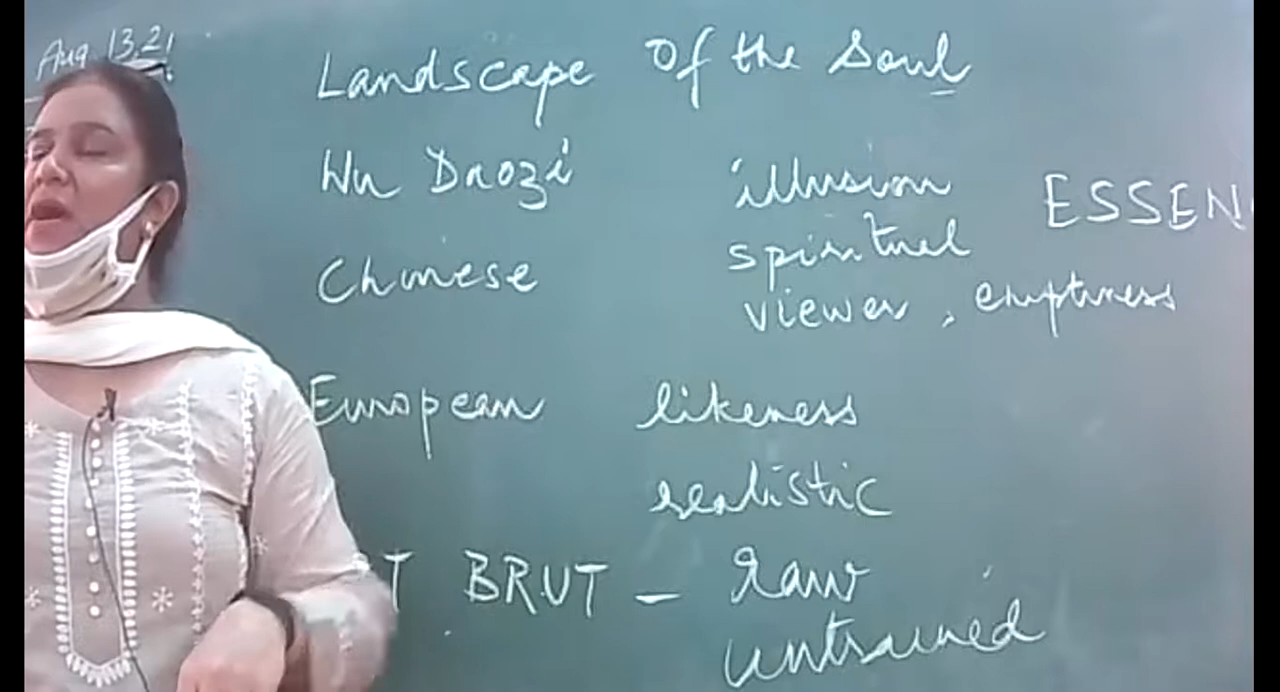 Aug 13, 21
Landscape Of the Soul
Wu Daozi illusion ESSEN
spiritual
Chinese viewer, emptiness
European likeness
realistic
T BRUT - raw
untrained